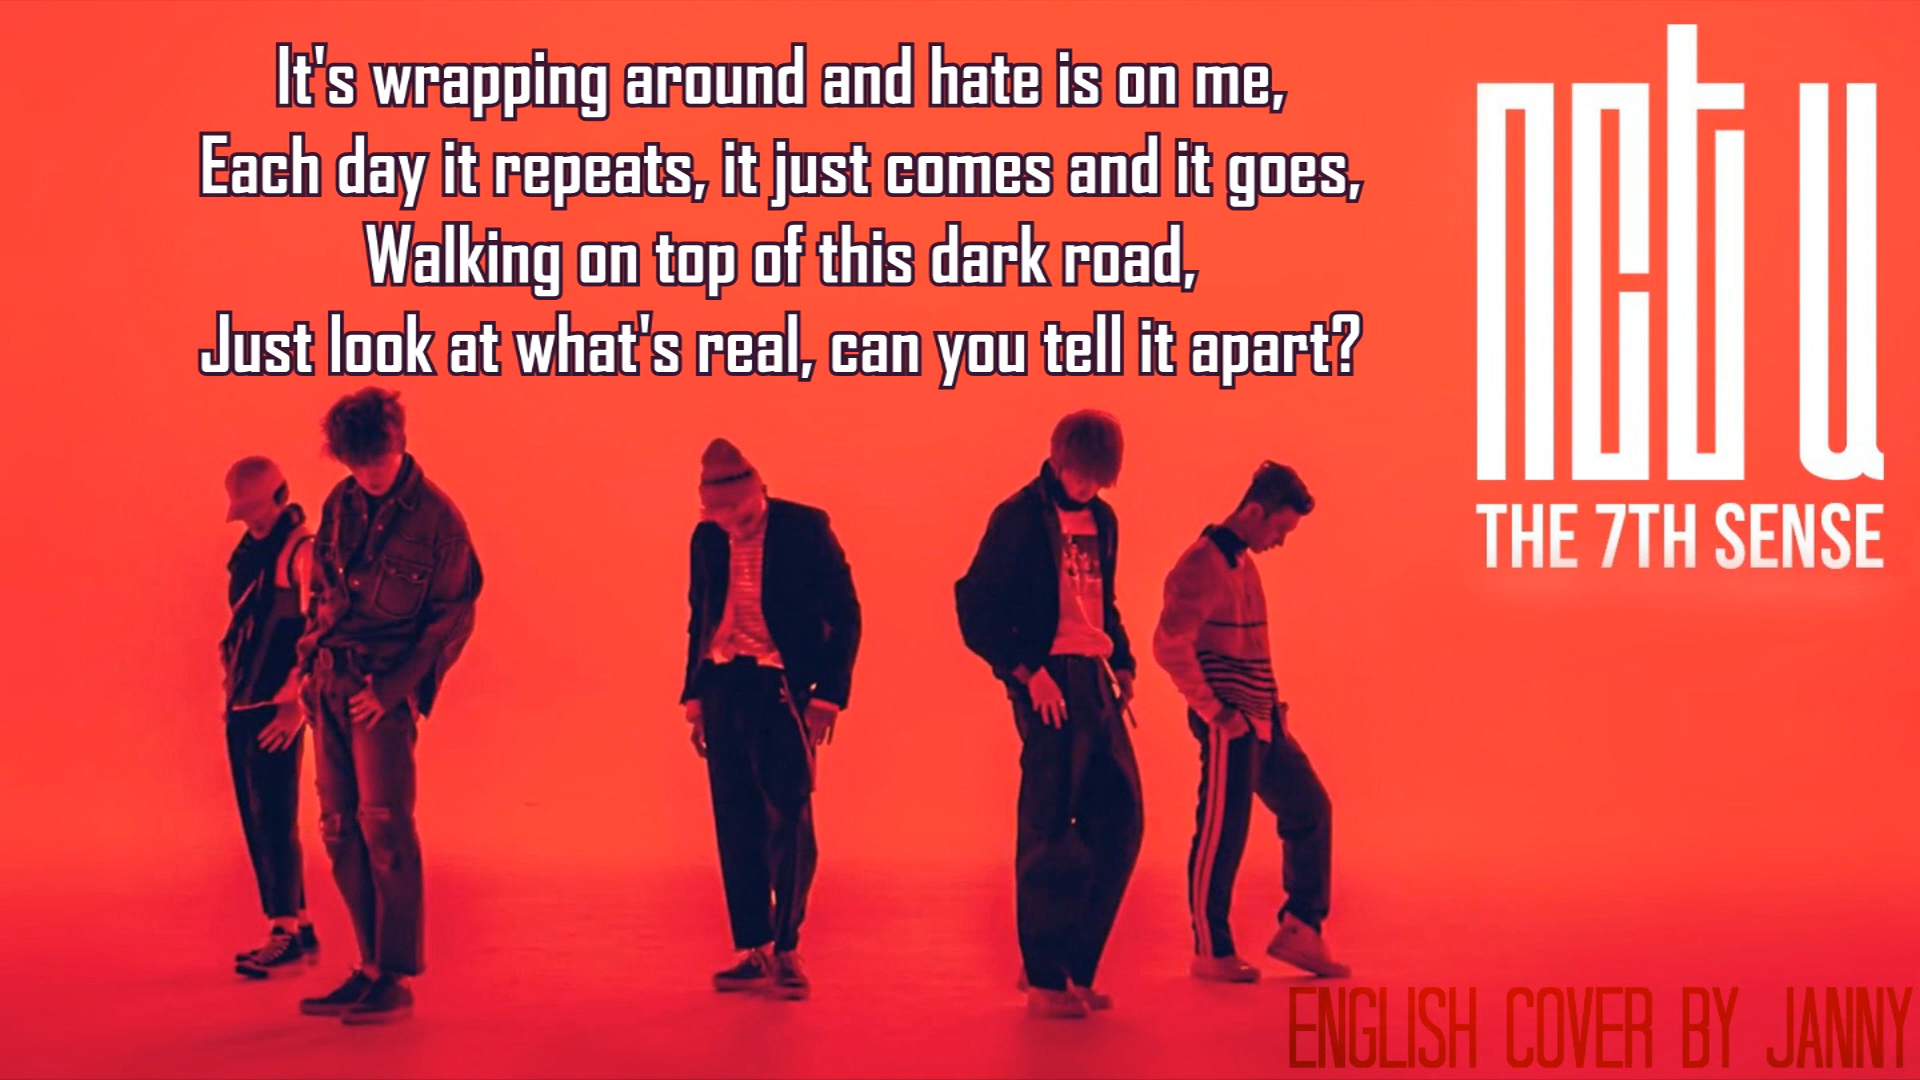 It's wrapping around and hate is on me,
Each day it repeats, it just comes and it goes,
Walking on top of this dark road,
Just look at what's real, can you tell it apart?
nct u
THE 7TH SENSE
ENGLISH COVER BY JANNY